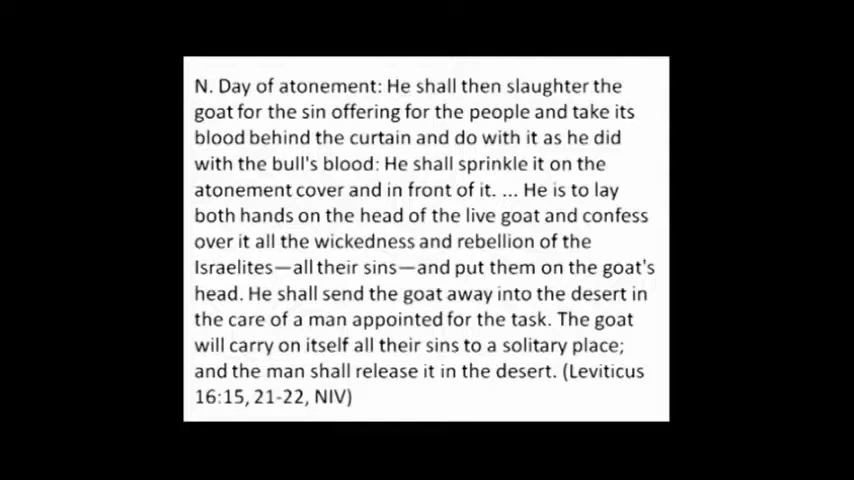 N. Day of atonement: He shall then slaughter the
goat for the sin offering for the people and take its
blood behind the curtain and do with it as he did
with the bull's blood: He shall sprinkle it on the
atonement cover and in front of it. ... He is to lay
both hands on the head of the live goat and confess
over it all the wickedness and rebellion of the
Israelites—all their sins—and put them on the goat's
head. He shall send the goat away into the desert in
the care of a man appointed for the task. The goat
will carry on itself all their sins to a solitary place;
and the man shall release it in the desert. (Leviticus
16:15, 21-22, NIV)